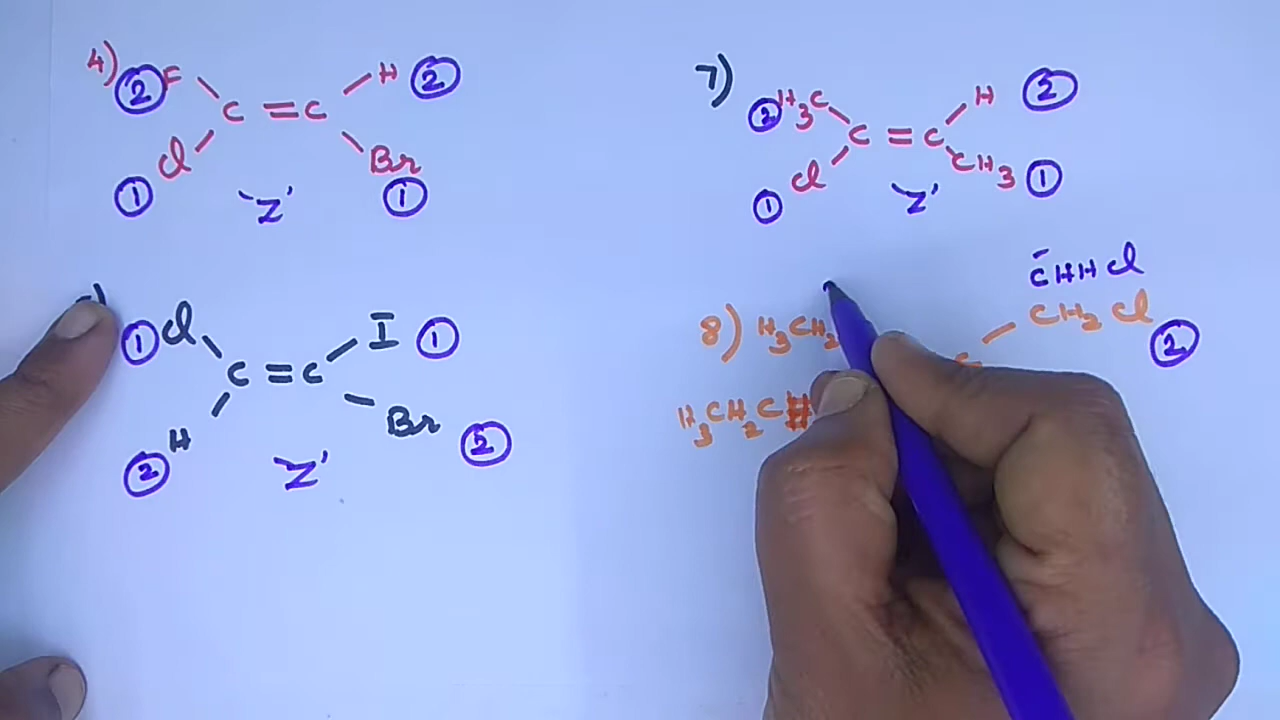 4) ② F H ②
C = C
Cl Br
① 'Z' ①
① Cl I ①
C = C
H Br ②
② Z'
7) ② H3C H ②
C = C
Cl CH3 ①
① 'Z'
CHHCl
8) H3CH2 CH2Cl ②
C
H3CH2C